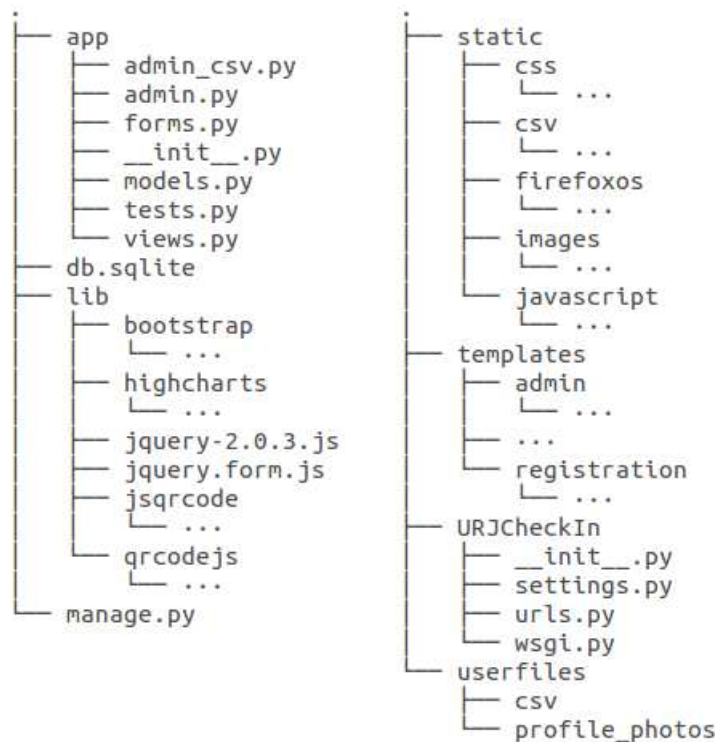 .
├── app
│   ├── admin_csv.py
│   ├── admin.py
│   ├── forms.py
│   ├── __init__.py
│   ├── models.py
│   ├── tests.py
│   └── views.py
├── db.sqlite
├── lib
│   ├── bootstrap
│   │   └── ...
│   ├── highcharts
│   │   └── ...
│   ├── jquery-2.0.3.js
│   ├── jquery.form.js
│   ├── jsqrcode
│   │   └── ...
│   └── qrcodejs
│       └── ...
└── manage.py
.
├── static
│   ├── css
│   │   └── ...
│   ├── csv
│   │   └── ...
│   ├── firefoxos
│   │   └── ...
│   ├── images
│   │   └── ...
│   └── javascript
│       └── ...
├── templates
│   ├── admin
│   │   └── ...
│   ├── ...
│   └── registration
│       └── ...
├── URJCheckIn
│   ├── __init__.py
│   ├── settings.py
│   ├── urls.py
│   └── wsgi.py
└── userfiles
    ├── csv
    └── profile_photos